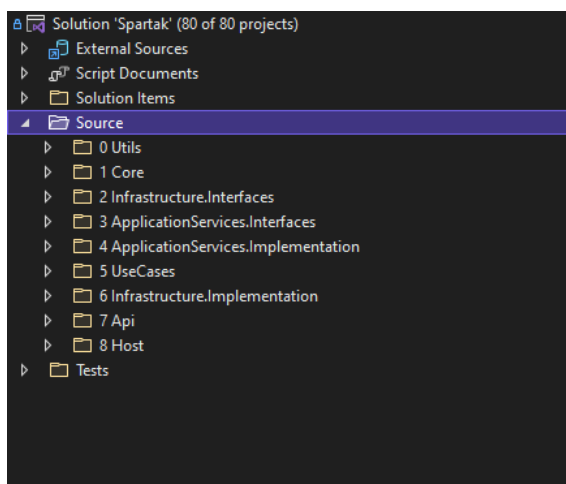 Solution 'Spartak' (80 of 80 projects)
External Sources
Script Documents
Solution Items
Source
0 Utils
1 Core
2 Infrastructure.Interfaces
3 ApplicationServices.Interfaces
4 ApplicationServices.Implementation
5 UseCases
6 Infrastructure.Implementation
7 Api
8 Host
Tests